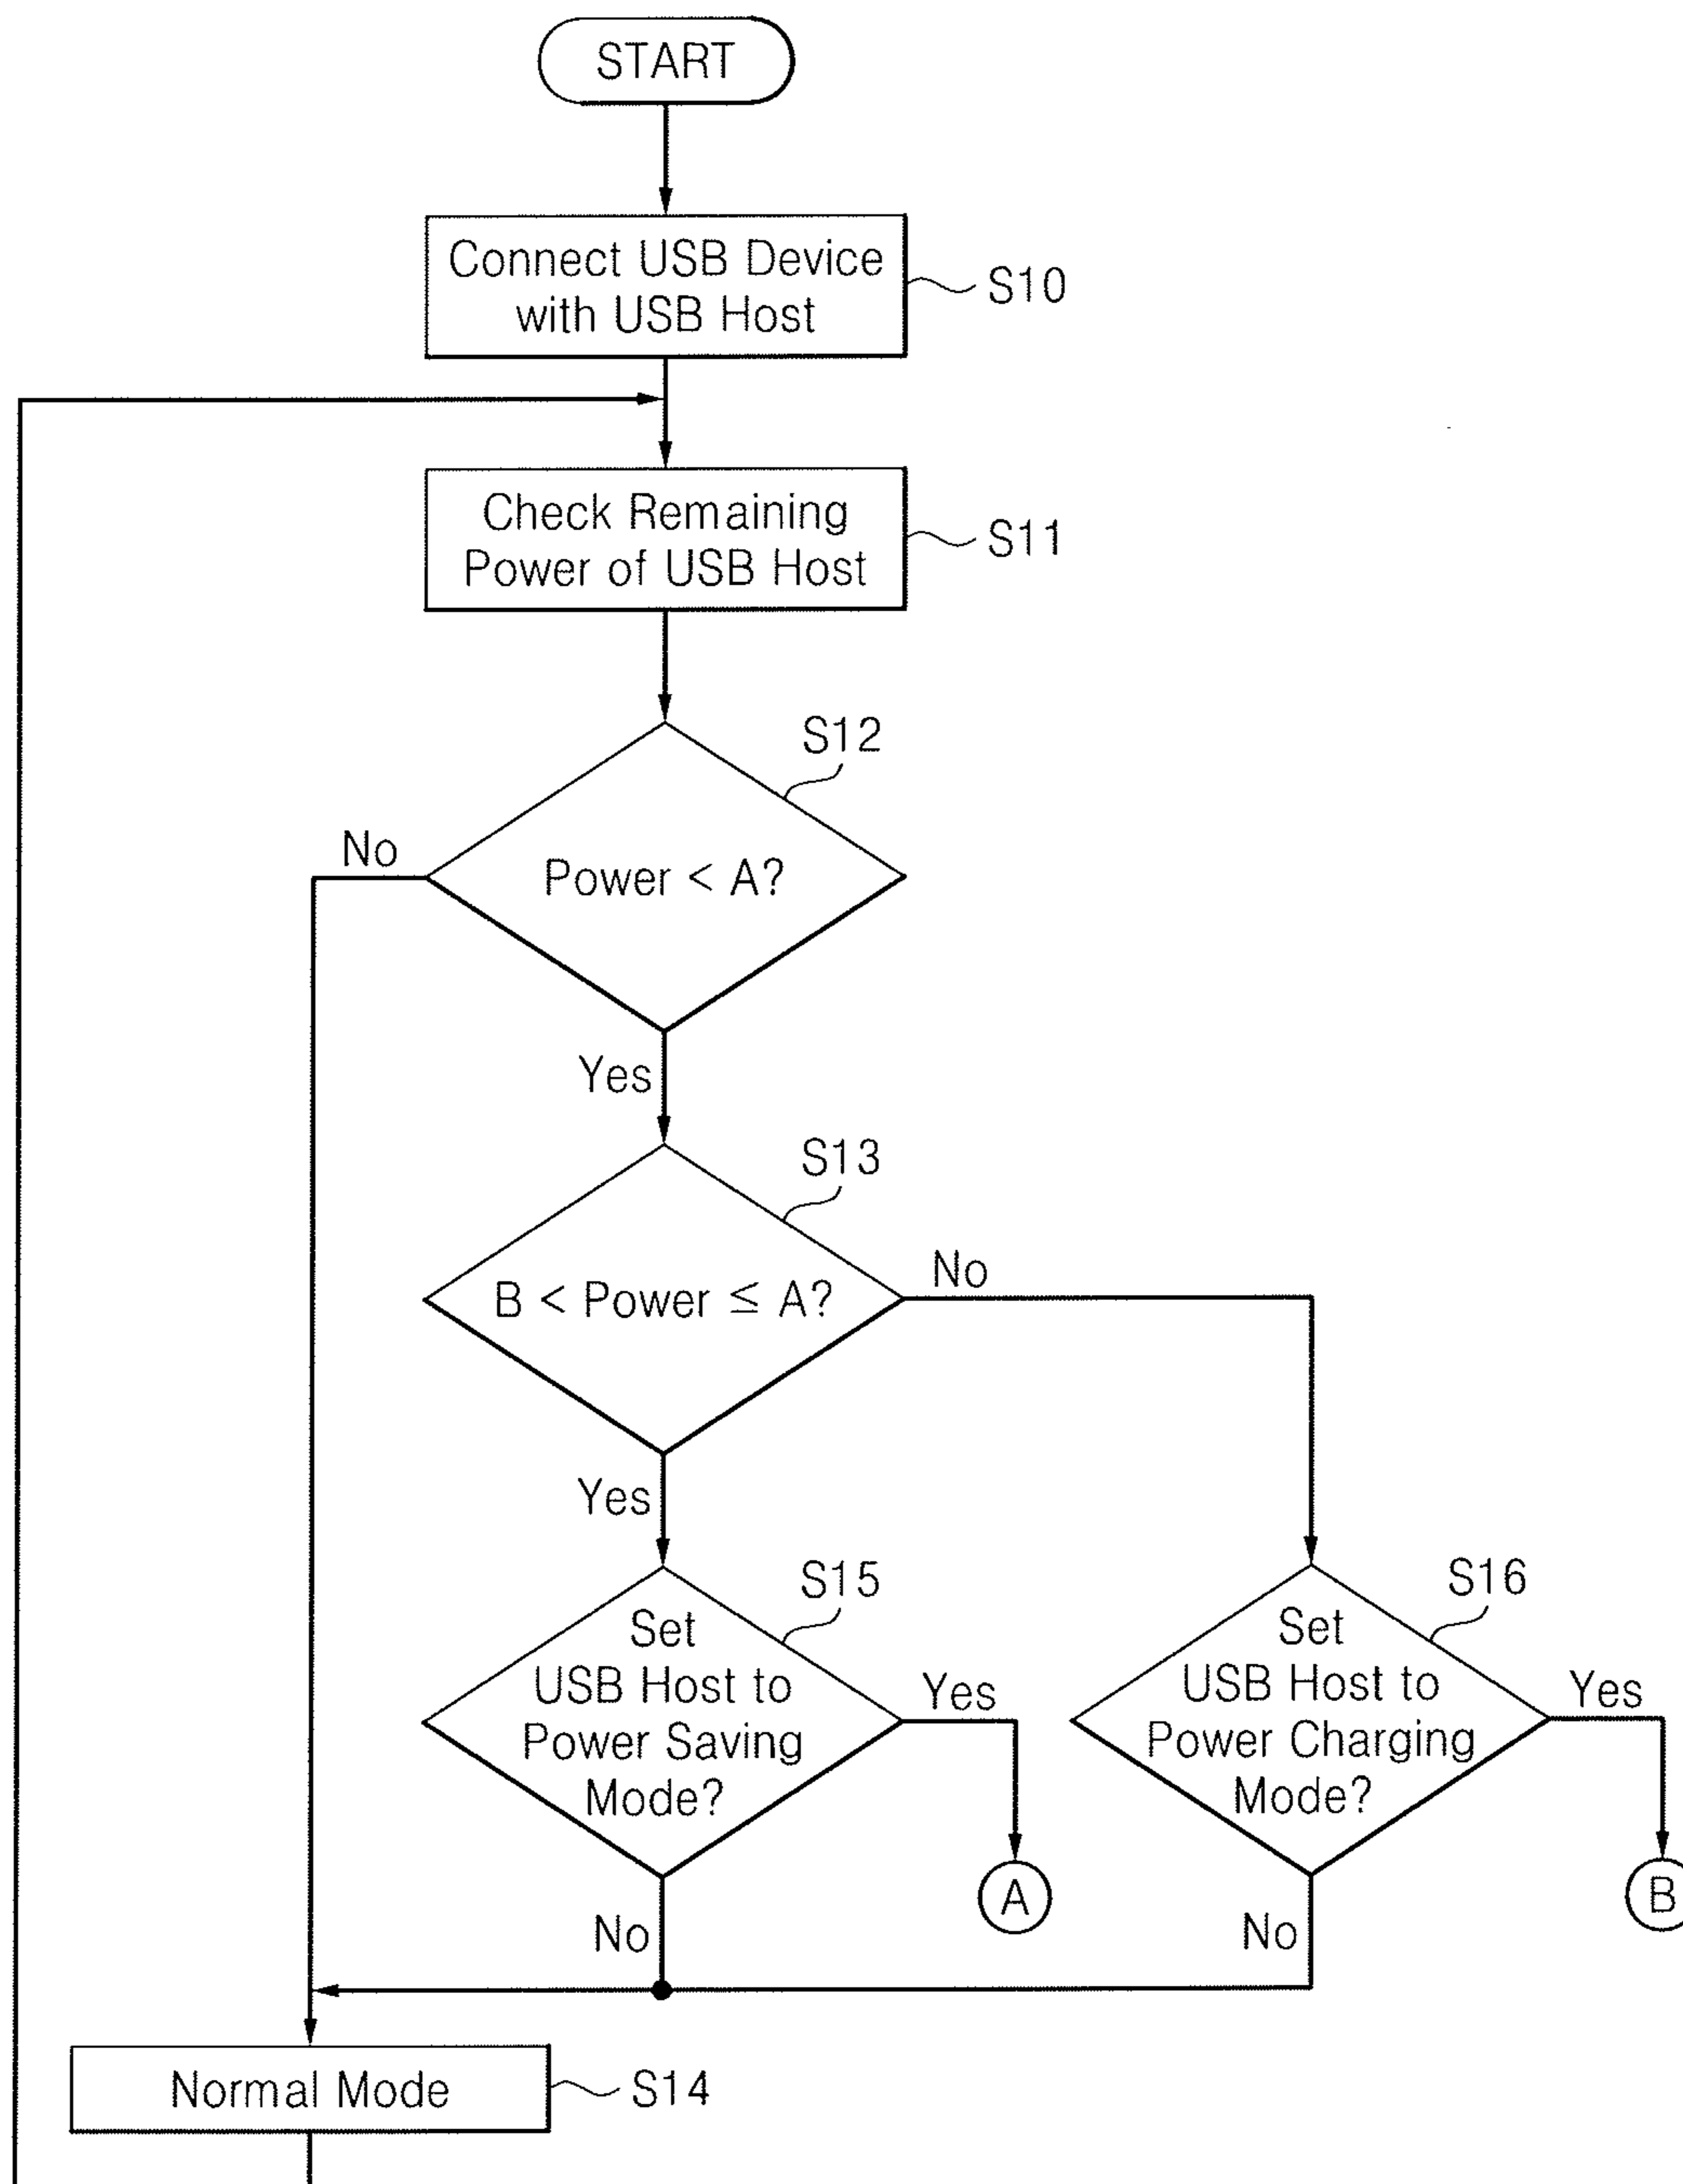 START
Connect USB Device
with USB Host
S10
Check Remaining
Power of USB Host
S11
S12
No
Power < A?
Yes
S13
No
B < Power ≤ A?
Yes
S15
Set
USB Host to
Power Saving
Mode?
Yes
A
No
S16
Set
USB Host to
Power Charging
Mode?
Yes
B
No
Normal Mode
S14